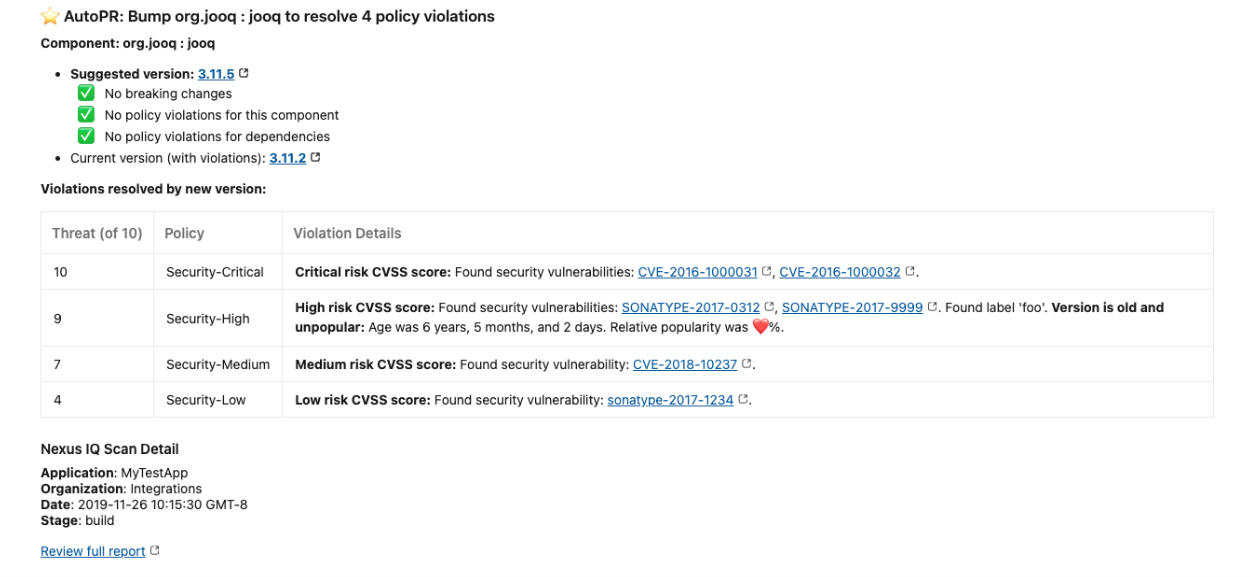 ⭐ AutoPR: Bump org.jooq : jooq to resolve 4 policy violations
Component: org.jooq : jooq
• Suggested version: 3.11.5
✅ No breaking changes
✅ No policy violations for this component
✅ No policy violations for dependencies
• Current version (with violations): 3.11.2
Violations resolved by new version:
Threat (of 10) Policy Violation Details
10 Security-Critical Critical risk CVSS score: Found security vulnerabilities: CVE-2016-1000031, CVE-2016-1000032.
9 Security-High High risk CVSS score: Found security vulnerabilities: SONATYPE-2017-0312, SONATYPE-2017-9999. Found label 'foo'. Version is old and
unpopular: Age was 6 years, 5 months, and 2 days. Relative popularity was ❤️%.
7 Security-Medium Medium risk CVSS score: Found security vulnerability: CVE-2018-10237.
4 Security-Low Low risk CVSS score: Found security vulnerability: sonatype-2017-1234.
Nexus IQ Scan Detail
Application: MyTestApp
Organization: Integrations
Date: 2019-11-26 10:15:30 GMT-8
Stage: build
Review full report